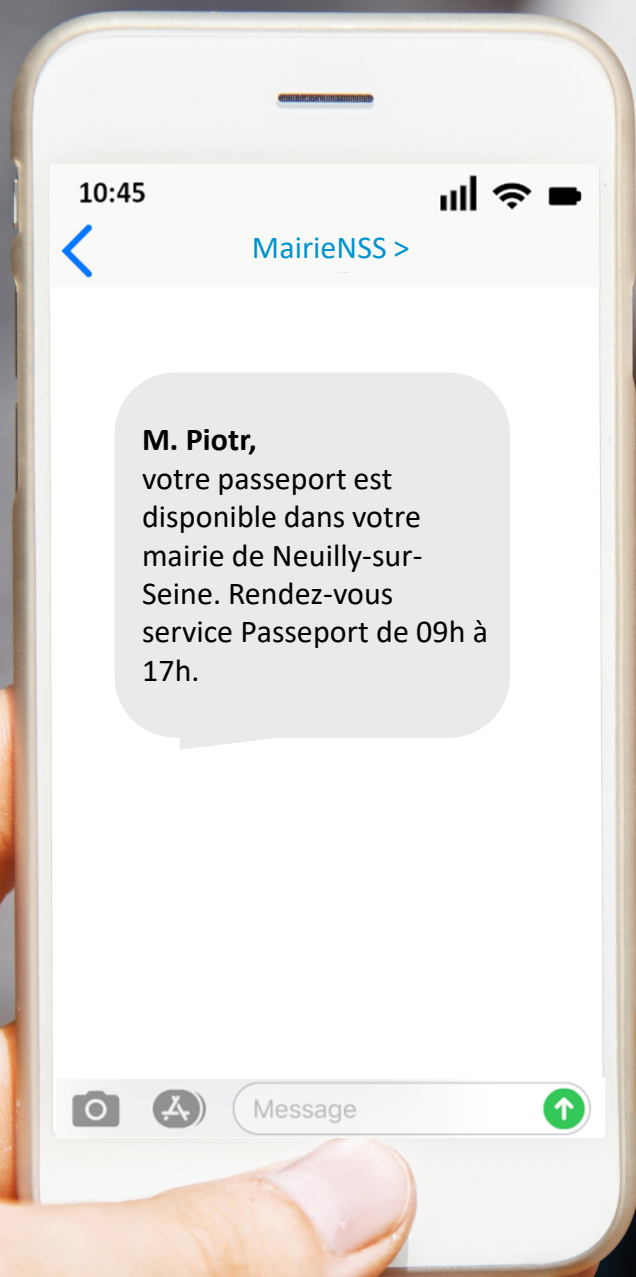 10:45
MairieNSS >
M. Piotr,
votre passeport est
disponible dans votre
mairie de Neuilly-sur-
Seine. Rendez-vous
service Passeport de 09h à
17h.
Message